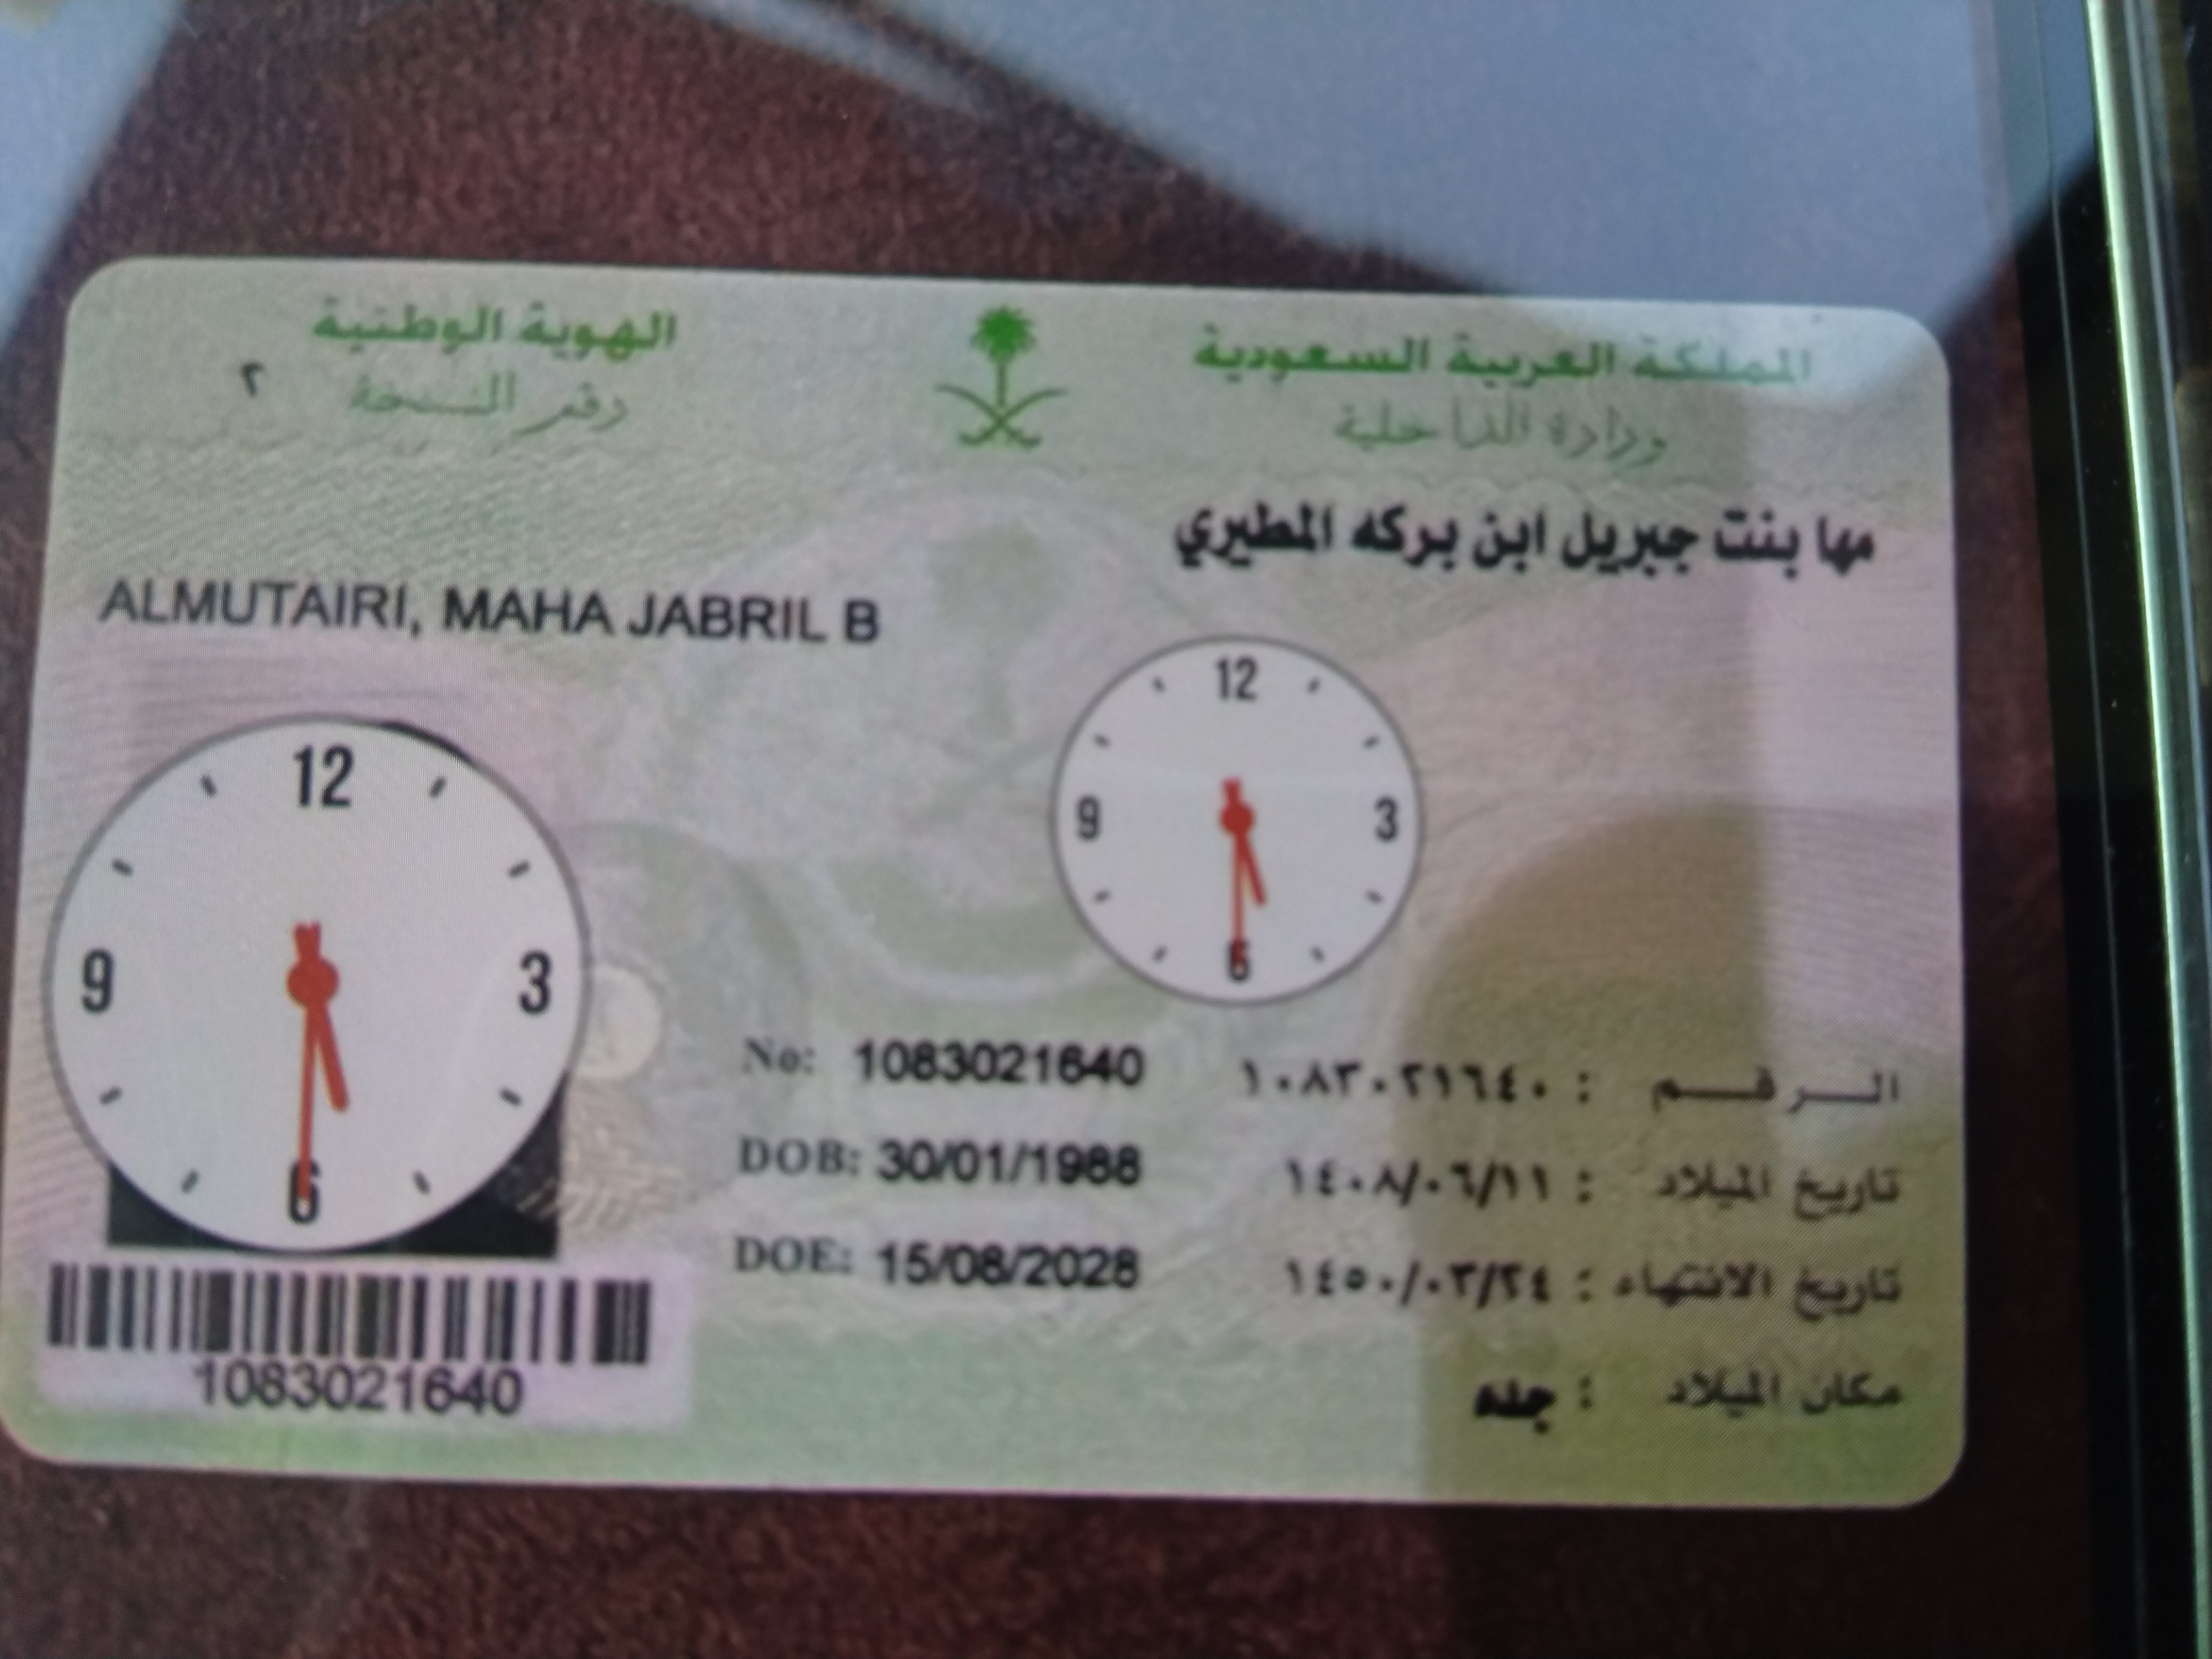 المملكة العربية السعودية
وزارة الداخلية
الهوية الوطنية
رقم النسخة ٢
مها بنت جبريل ابن بركه المطيري
ALMUTAIRI, MAHA JABRIL B
12
3
6
9
12
3
6
9
الرقم : ١٠٨٣٠٢١٦٤٠
No: 1083021640
تاريخ الميلاد : ١٤٠٨/٠٦/١١
DOB: 30/01/1988
تاريخ الانتهاء : ١٤٥٠/٠٣/٢٤
DOE: 15/08/2028
مكان الميلاد : جده
1083021640